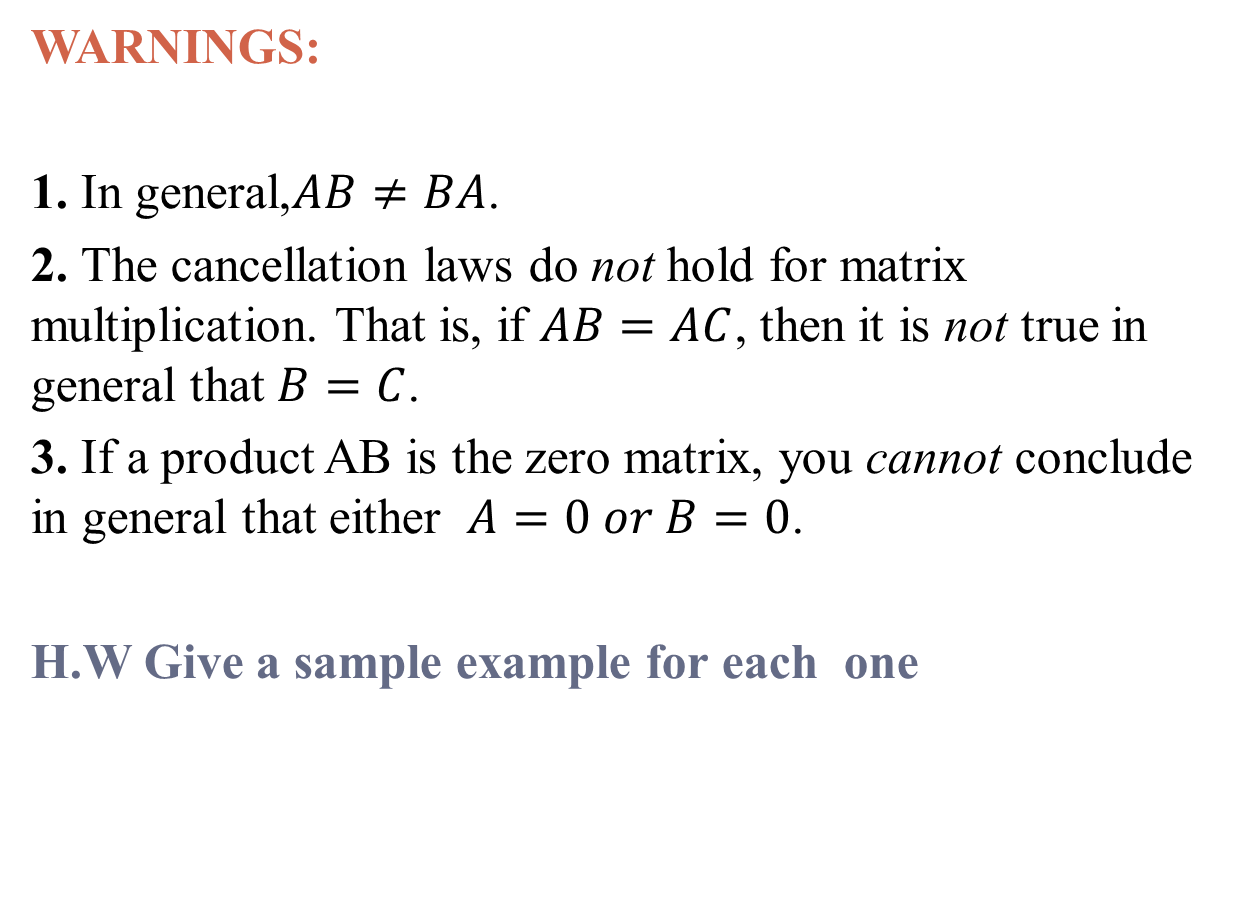 WARNINGS:
1. In general,AB ≠ BA.
2. The cancellation laws do not hold for matrix
multiplication. That is, if AB = AC, then it is not true in
general that B = C.
3. If a product AB is the zero matrix, you cannot conclude
in general that either A = 0 or B = 0.
H.W Give a sample example for each one